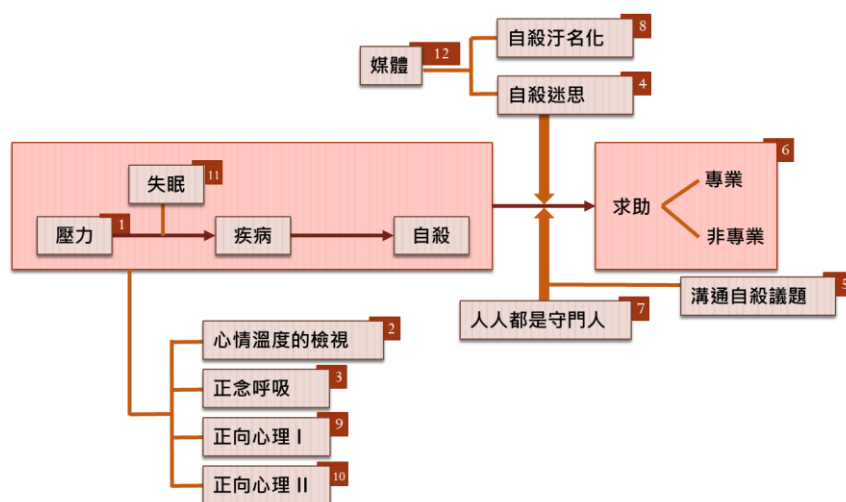 自殺汙名化 8
媒體 12
自殺迷思 4
失眠 11
壓力 1
疾病
自殺
6
求助
專業
非專業
溝通自殺議題 5
人人都是守門人 7
心情溫度的檢視 2
正念呼吸 3
正向心理 I 9
正向心理 II 10